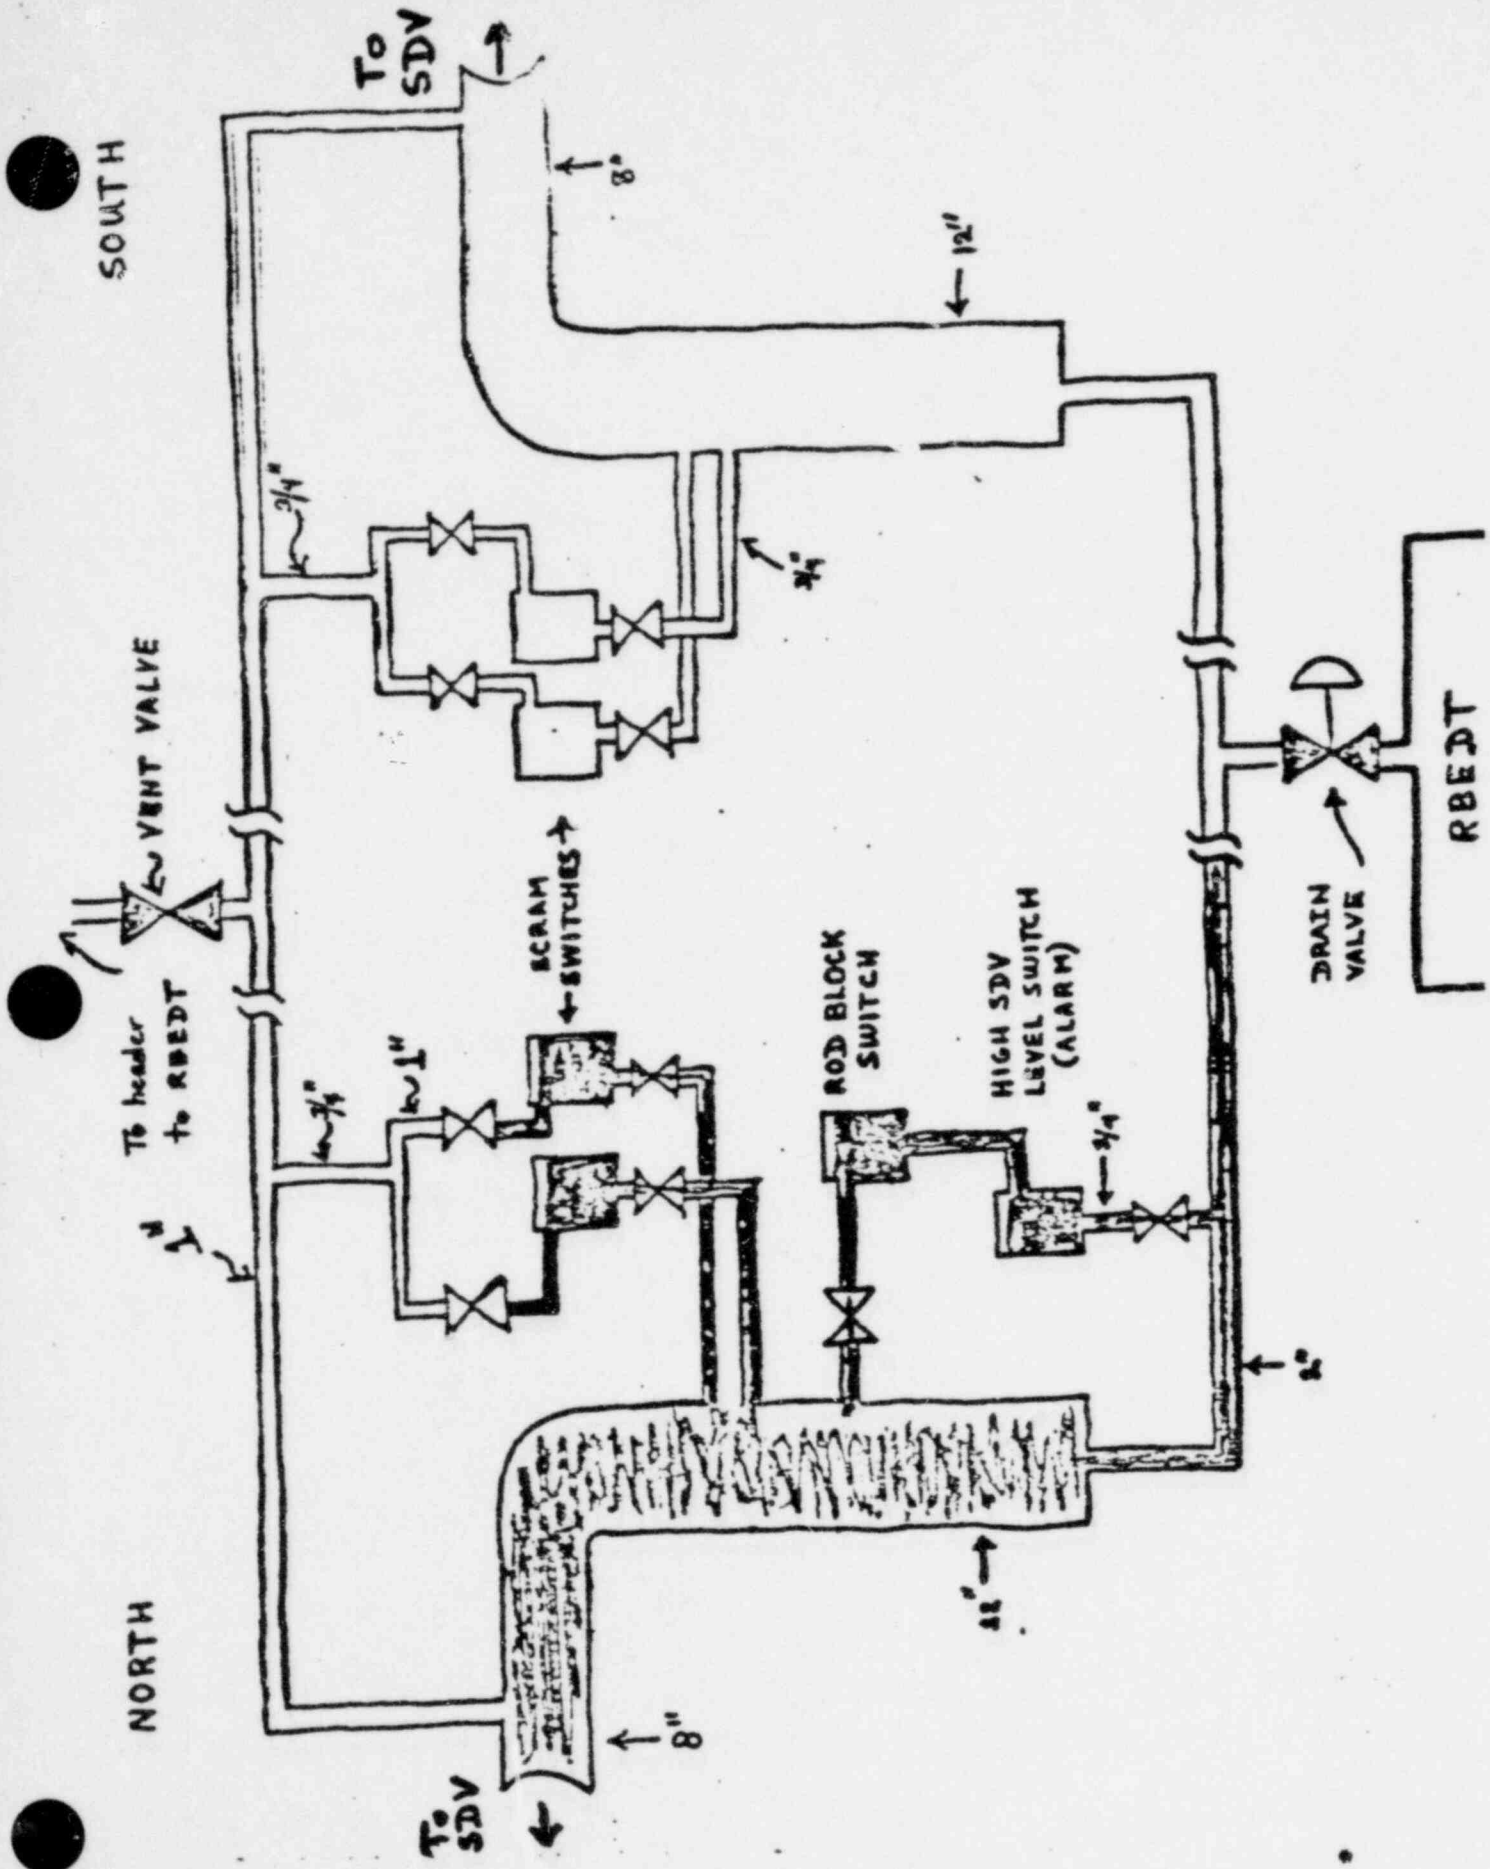 NORTH
SOUTH
To header
to RBEDT
VENT VALVE
1"
3/4"
1"
3/4"
To
SDV
To
SDV
SCRAM
SWITCHES
8"
8"
3/4"
ROD BLOCK
SWITCH
HIGH SDV
LEVEL SWITCH
(ALARM)
3/4"
12"
12"
2"
DRAIN
VALVE
RBEDT